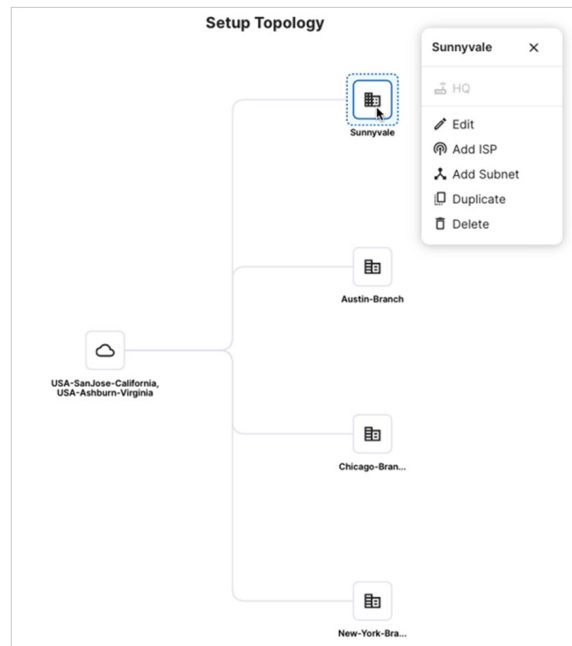 Setup Topology
Sunnyvale
HQ
Edit
Add ISP
Add Subnet
Duplicate
Delete
Sunnyvale
Austin-Branch
USA-SanJose-California,
USA-Ashburn-Virginia
Chicago-Bran...
New-York-Bra...